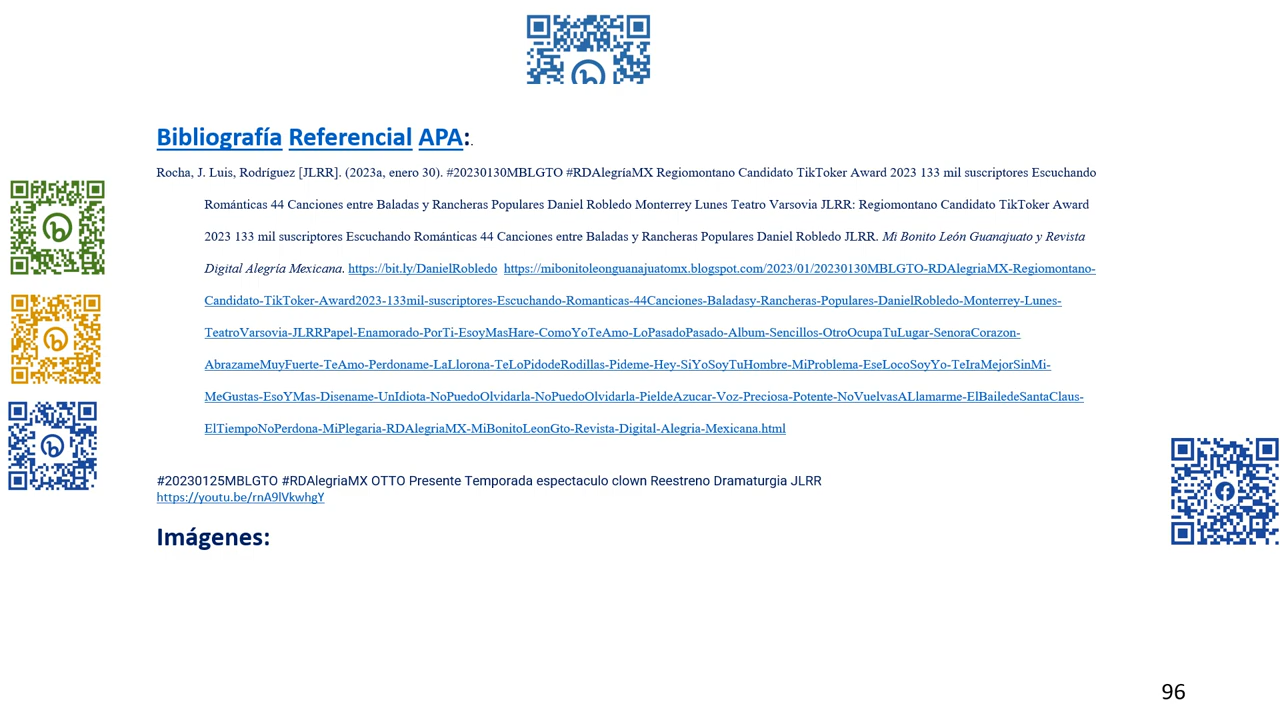 Bibliografía Referencial APA:.
Rocha, J. Luis, Rodríguez [JLRR]. (2023a, enero 30). #20230130MBLGTO #RDAlegríaMX Regiomontano Candidato TikToker Award 2023 133 mil suscriptores Escuchando
Románticas 44 Canciones entre Baladas y Rancheras Populares Daniel Robledo Monterrey Lunes Teatro Varsovia JLRR: Regiomontano Candidato TikToker Award
2023 133 mil suscriptores Escuchando Románticas 44 Canciones entre Baladas y Rancheras Populares Daniel Robledo JLRR. Mi Bonito León Guanajuato y Revista
Digital Alegría Mexicana. https://bit.ly/DanielRobledo https://mibonitoleonguanajuatomx.blogspot.com/2023/01/20230130MBLGTO-RDAlegriaMX-Regiomontano-
Candidato-TikToker-Award2023-133mil-suscriptores-Escuchando-Romanticas-44Canciones-Baladasy-Rancheras-Populares-DanielRobledo-Monterrey-Lunes-
TeatroVarsovia-JLRRPapel-Enamorado-PorTi-EsoyMasHare-ComoYoTeAmo-LoPasadoPasado-Album-Sencillos-OtroOcupaTuLugar-SenoraCorazon-
AbrazameMuyFuerte-TeAmo-Perdoname-LaLlorona-TeLoPidodeRodillas-Pideme-Hey-SiYoSoyTuHombre-MiProblema-EseLocoSoyYo-TeIraMejorSinMi-
MeGustas-EsoYMas-Disename-UnIdiota-NoPuedoOlvidarla-NoPuedoOlvidarla-PieldeAzucar-Voz-Preciosa-Potente-NoVuelvasALlamarme-ElBailedeSantaClaus-
ElTiempoNoPerdona-MiPlegaria-RDAlegriaMX-MiBonitoLeonGto-Revista-Digital-Alegria-Mexicana.html
#20230125MBLGTO #RDAlegriaMX OTTO Presente Temporada espectaculo clown Reestreno Dramaturgia JLRR
https://youtu.be/rnA9lVkwhgY
Imágenes:
96